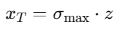 x_T = σ_max · z